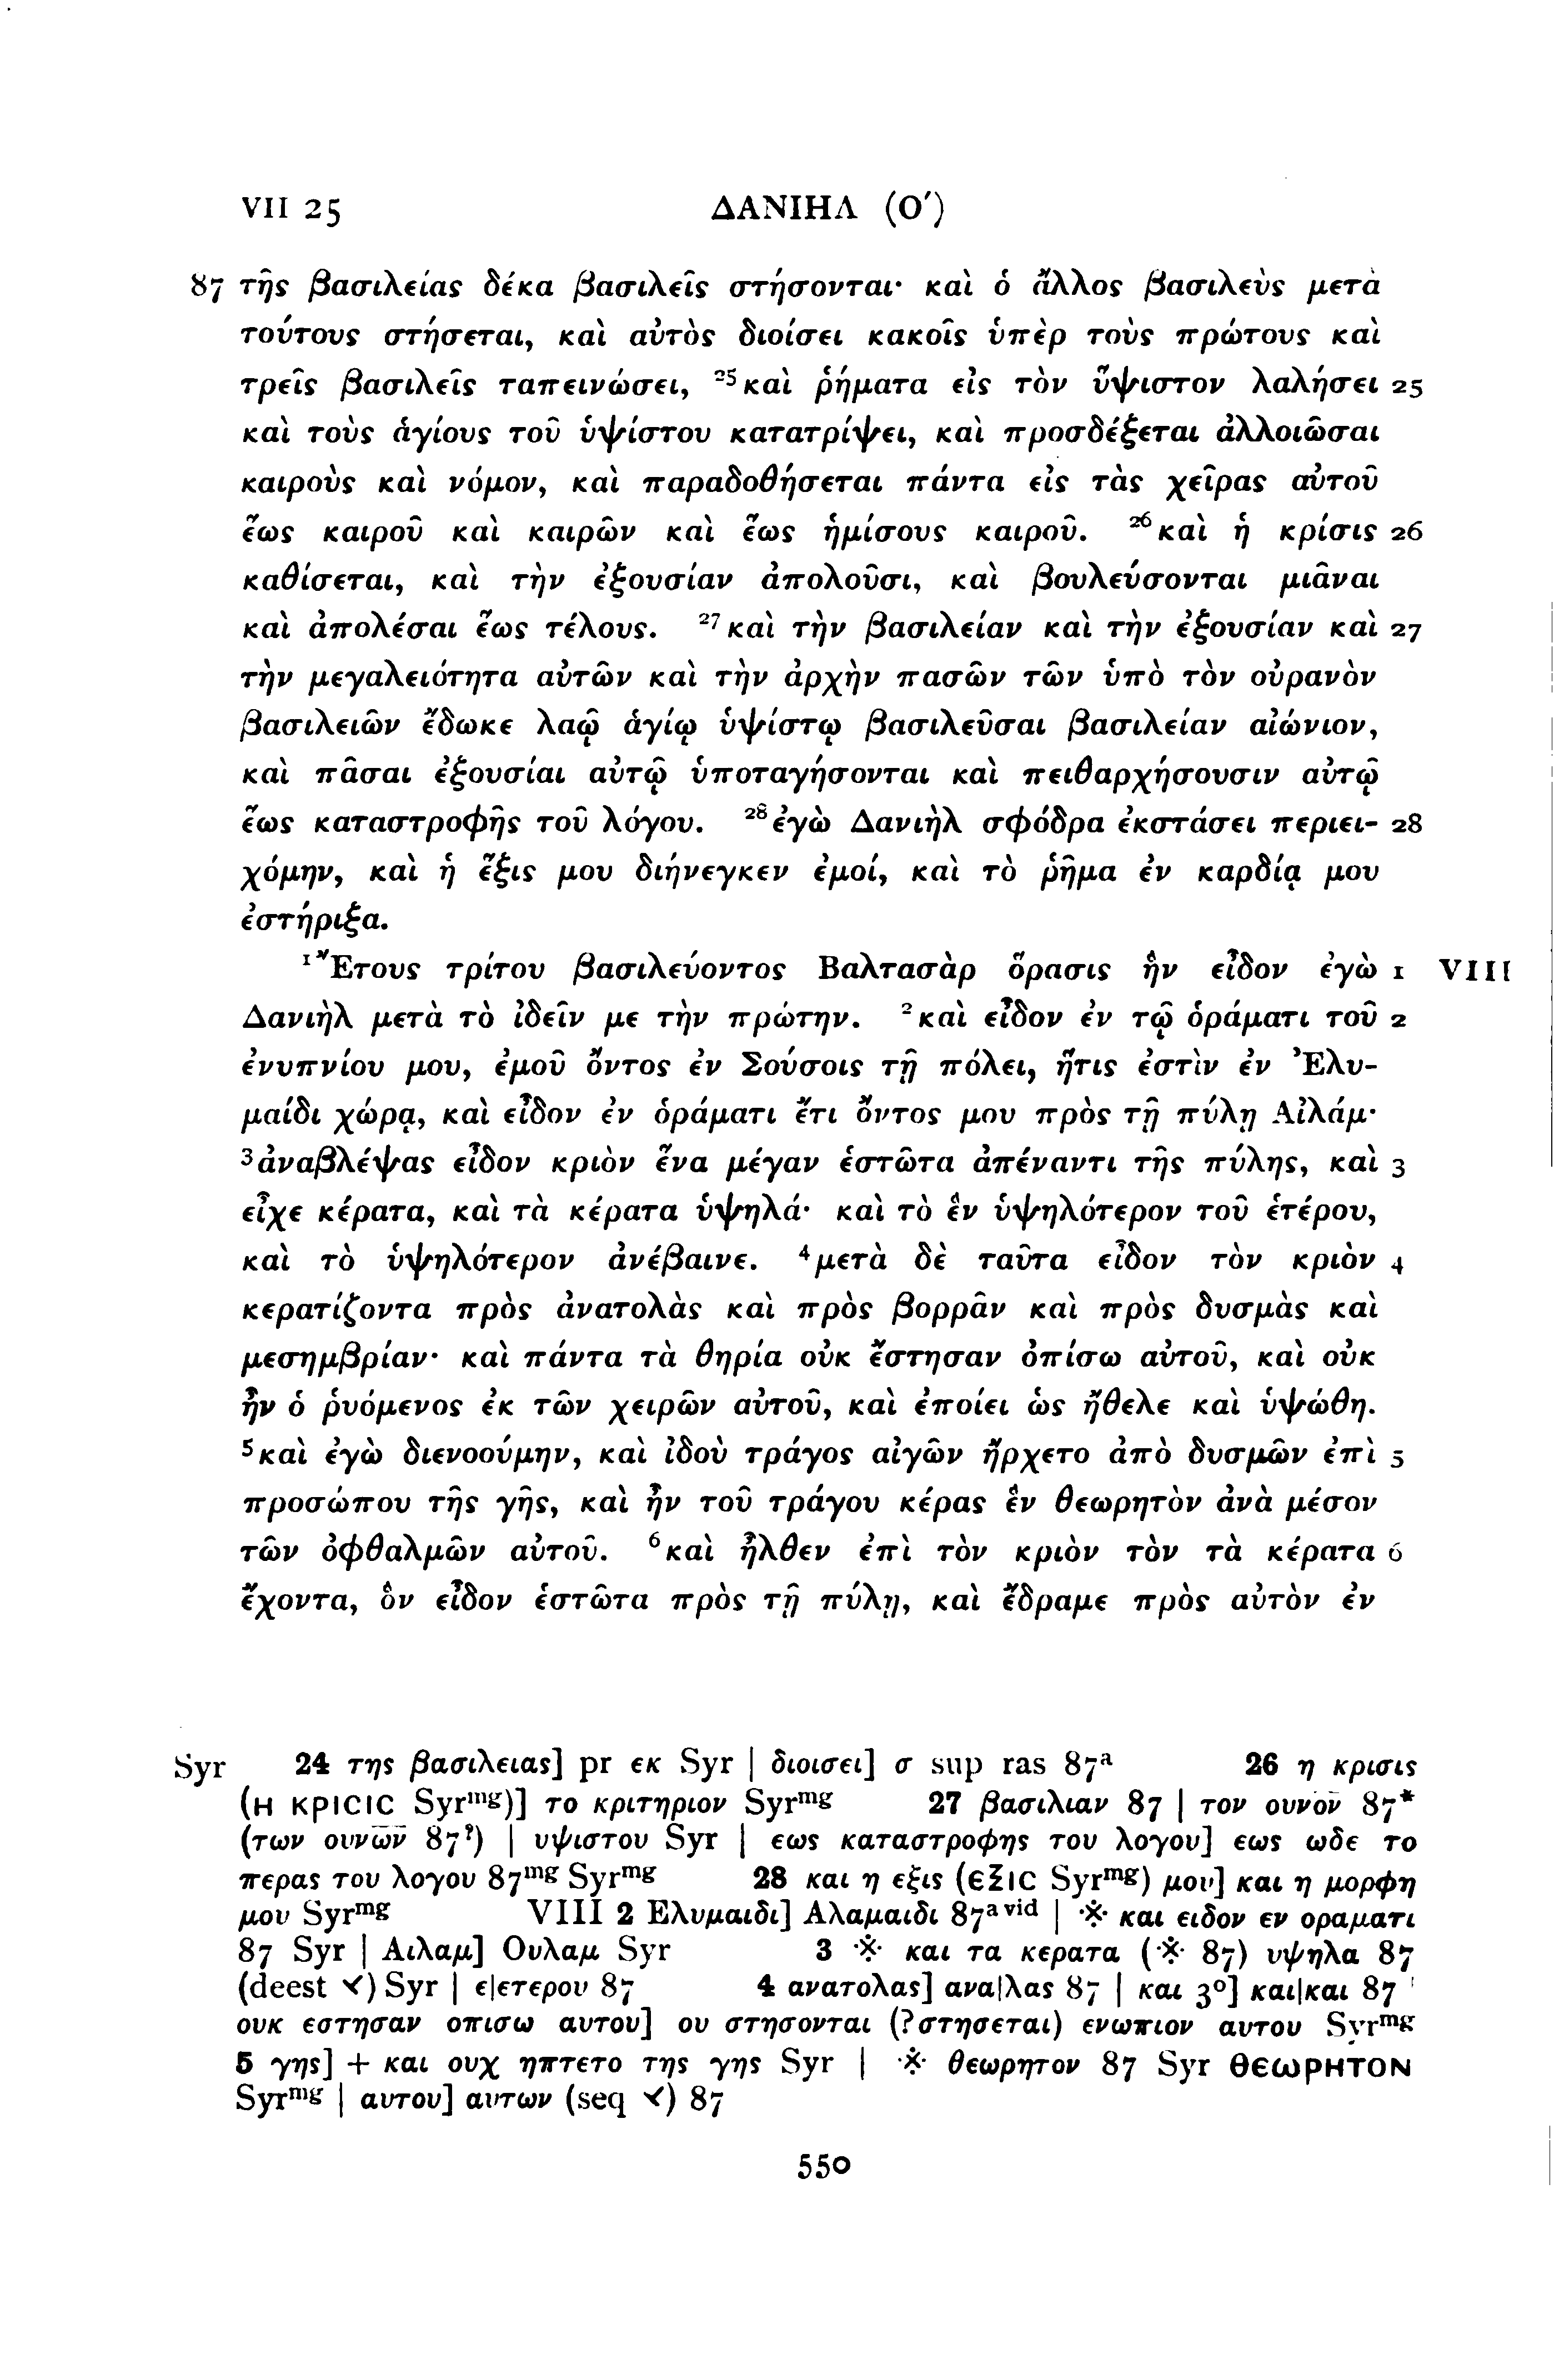 VII 25 ΔΑΝΙΗΛ (Ο′)
87 τῆς βασιλείας δέκα βασιλεῖς στήσονται· καὶ ὁ ἄλλος βασιλεὺς μετὰ
τούτους στήσεται, καὶ αὐτὸς διοίσει κακοῖς ὑπὲρ τοὺς πρώτους καὶ
τρεῖς βασιλεῖς ταπεινώσει, ²⁵καὶ ῥήματα εἰς τὸν ὕψιστον λαλήσει 25
καὶ τοὺς ἁγίους τοῦ ὑψίστου κατατρίψει, καὶ προσδέξεται ἀλλοιῶσαι
καιροὺς καὶ νόμον, καὶ παραδοθήσεται πάντα εἰς τὰς χεῖρας αὐτοῦ
ἕως καιροῦ καὶ καιρῶν καὶ ἕως ἡμίσους καιροῦ. ²⁶καὶ ἡ κρίσις 26
καθίσεται, καὶ τὴν ἐξουσίαν ἀπολοῦσι, καὶ βουλεύσονται μιᾶναι
καὶ ἀπολέσαι ἕως τέλους. ²⁷καὶ τὴν βασιλείαν καὶ τὴν ἐξουσίαν καὶ 27
τὴν μεγαλειότητα αὐτῶν καὶ τὴν ἀρχὴν πασῶν τῶν ὑπὸ τὸν οὐρανὸν
βασιλειῶν ἔδωκε λαῷ ἁγίῳ ὑψίστῳ βασιλεῦσαι βασιλείαν αἰώνιον,
καὶ πᾶσαι ἐξουσίαι αὐτῷ ὑποταγήσονται καὶ πειθαρχήσουσιν αὐτῷ
ἕως καταστροφῆς τοῦ λόγου. ²⁸ἐγὼ Δανιὴλ σφόδρα ἐκστάσει περιει- 28
χόμην, καὶ ἡ ἕξις μου διήνεγκεν ἐμοί, καὶ τὸ ῥῆμα ἐν καρδίᾳ μου
ἐστήριξα.
¹Ἔτους τρίτου βασιλεύοντος Βαλτασὰρ ὅρασις ἣν εἶδον ἐγὼ 1 VIII
Δανιὴλ μετὰ τὸ ἰδεῖν με τὴν πρώτην. ²καὶ εἶδον ἐν τῷ ὁράματι τοῦ 2
ἐνυπνίου μου, ἐμοῦ ὄντος ἐν Σούσοις τῇ πόλει, ἥτις ἐστὶν ἐν Ἐλυ-
μαίδι χώρᾳ, καὶ εἶδον ἐν ὁράματι ἔτι ὄντος μου πρὸς τῇ πύλῃ Αἰλάμ·
³ἀναβλέψας εἶδον κριὸν ἕνα μέγαν ἑστῶτα ἀπέναντι τῆς πύλης, καὶ 3
εἶχε κέρατα, καὶ τὰ κέρατα ὑψηλά· καὶ τὸ ἓν ὑψηλότερον τοῦ ἑτέρου,
καὶ τὸ ὑψηλότερον ἀνέβαινε. ⁴μετὰ δὲ ταῦτα εἶδον τὸν κριὸν 4
κερατίζοντα πρὸς ἀνατολὰς καὶ πρὸς βορρᾶν καὶ πρὸς δυσμὰς καὶ
μεσημβρίαν· καὶ πάντα τὰ θηρία οὐκ ἔστησαν ὀπίσω αὐτοῦ, καὶ οὐκ
ἦν ὁ ῥυόμενος ἐκ τῶν χειρῶν αὐτοῦ, καὶ ἐποίει ὡς ἤθελε καὶ ὑψώθη.
⁵καὶ ἐγὼ διενοούμην, καὶ ἰδοὺ τράγος αἰγῶν ἤρχετο ἀπὸ δυσμῶν ἐπὶ 5
προσώπου τῆς γῆς, καὶ ἦν τοῦ τράγου κέρας ἓν θεωρητὸν ἀνὰ μέσον
τῶν ὀφθαλμῶν αὐτοῦ. ⁶καὶ ἦλθεν ἐπὶ τὸν κριὸν τὸν τὰ κέρατα 6
ἔχοντα, ὃν εἶδον ἑστῶτα πρὸς τῇ πύλῃ, καὶ ἔδραμε πρὸς αὐτὸν ἐν
Syr 24 της βασιλειας] pr εκ Syr | διοισει] σ sup ras 87ᵃ 26 η κρισις
(Η ΚΡΙCΙC Syrᵐᵍ)] το κριτηριον Syrᵐᵍ 27 βασιλιαν 87 | τον ουνο̅ν̅ 87*
(των ουνω̅ν̅ 87?) | υψιστου Syr | εως καταστροφης του λογου] εως ωδε το
περας του λογου 87ᵐᵍ Syrᵐᵍ 28 και η εξις (ΕΞΙC Syrᵐᵍ) μου] και η μορφη
μου Syrᵐᵍ VIII 2 Ελυμαιδι] Αλαμαιδι 87ᵃ ᵛⁱᵈ | ※ και ειδον εν οραματι
87 Syr | Αιλαμ] Ουλαμ Syr 3 ※ και τα κερατα (※ 87) υψηλα 87
(deest ⲕ) Syr | ε|ετερου 87 4 ανατολας] ανα|λας 87 | και 3°] και|και 87 |
ουκ εστησαν οπισω αυτου] ου στησονται (? στησεται) ενωπιον αυτου Syrᵐᵍ
5 γης] + και ουχ ηπτετο της γης Syr | ※ θεωρητον 87 Syr ΘΕωΡΗΤΟΝ
Syrᵐᵍ | αυτου] αυτων (seq ⲕ) 87
550